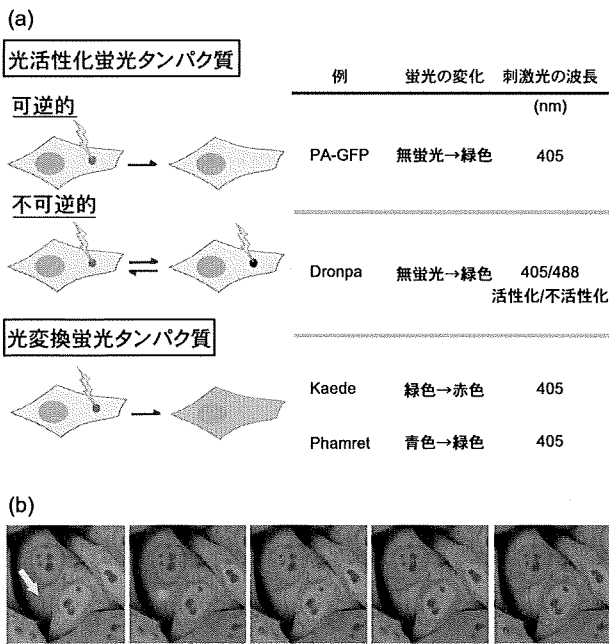 (a)
光活性化蛍光タンパク質
可逆的
不可逆的
光変換蛍光タンパク質
例 蛍光の変化 刺激光の波長
(nm)
PA-GFP 無蛍光→緑色 405
Dronpa 無蛍光→緑色 405/488
活性化/不活性化
Kaede 緑色→赤色 405
Phamret 青色→緑色 405
(b)